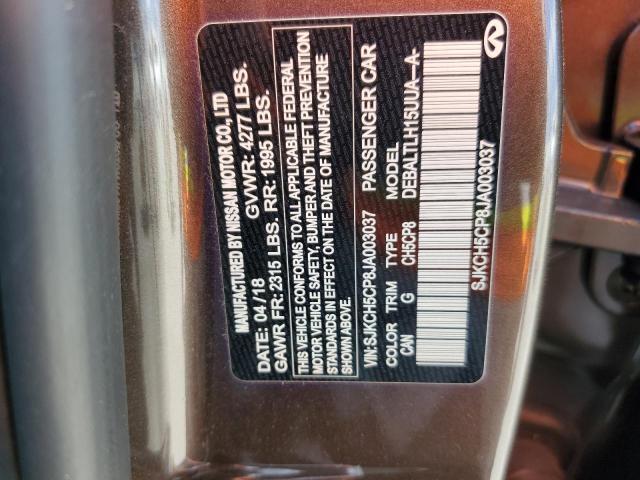 MANUFACTURED BY NISSAN MOTOR CO., LTD
DATE: 04/18 GVWR: 4277 LBS.
GAWR FR: 2315 LBS. RR: 1995 LBS.
THIS VEHICLE CONFORMS TO ALL APPLICABLE FEDERAL
MOTOR VEHICLE SAFETY, BUMPER AND THEFT PREVENTION
STANDARDS IN EFFECT ON THE DATE OF MANUFACTURE
SHOWN ABOVE.
VIN:SJKCH5CP8JA003037 PASSENGER CAR
COLOR TRIM TYPE MODEL
CAN G CH5CP8 DEBALTLH15UUA--A-
SJKCH5CP8JA003037